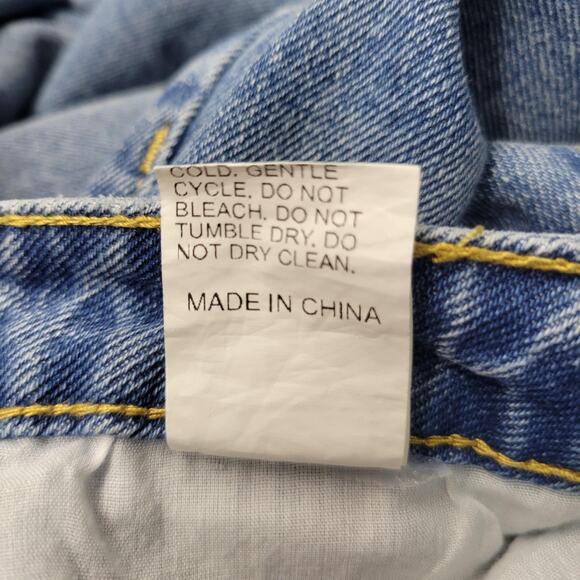 COLD. GENTLE
CYCLE. DO NOT
BLEACH. DO NOT
TUMBLE DRY. DO
NOT DRY CLEAN.
MADE IN CHINA